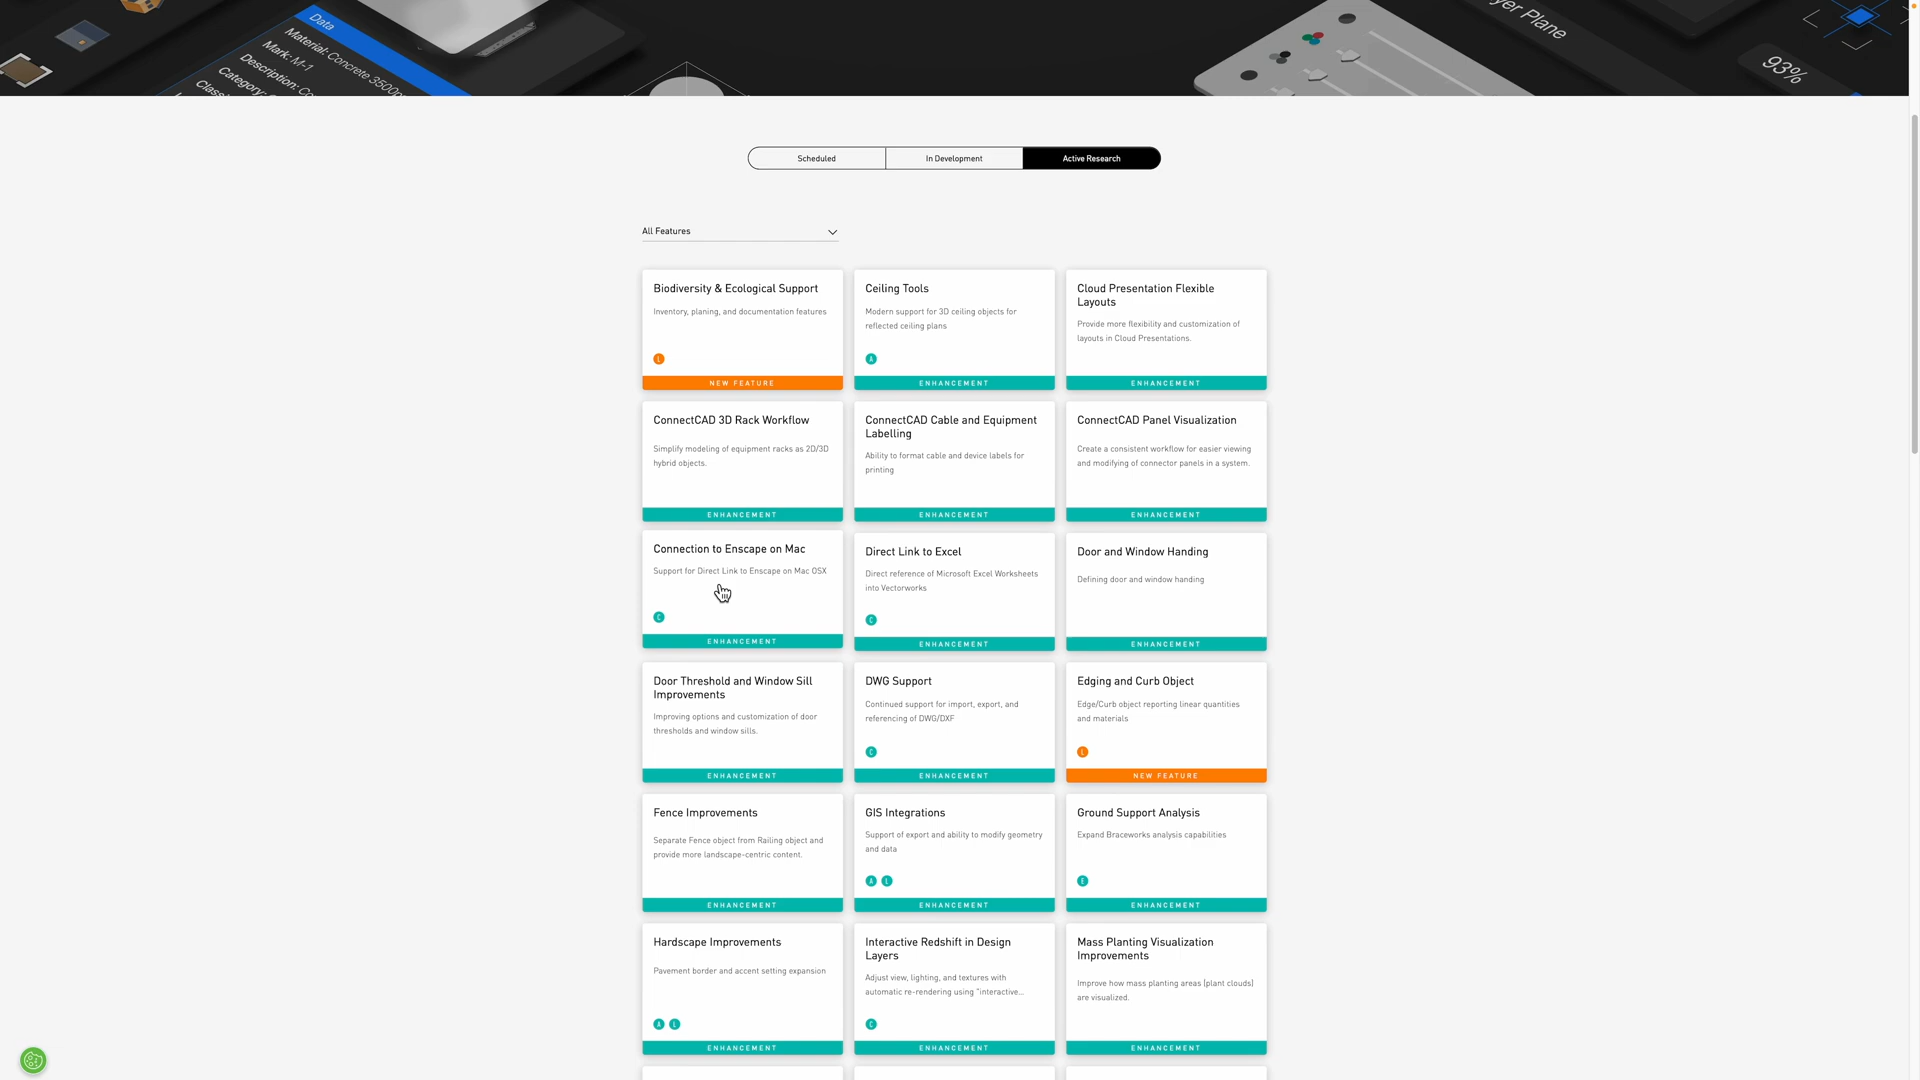 Data
Material: Concrete 3500p
Mark: M-1
Description: Co
Category:
Class
yer Plane
93%
Scheduled
In Development
Active Research
All Features
Biodiversity & Ecological Support
Inventory, planing, and documentation features
L
NEW FEATURE
Ceiling Tools
Modern support for 3D ceiling objects for
reflected ceiling plans
A
ENHANCEMENT
Cloud Presentation Flexible
Layouts
Provide more flexibility and customization of
layouts in Cloud Presentations.
ENHANCEMENT
ConnectCAD 3D Rack Workflow
Simplify modeling of equipment racks as 2D/3D
hybrid objects.
ENHANCEMENT
ConnectCAD Cable and Equipment
Labelling
Ability to format cable and device labels for
printing
ENHANCEMENT
ConnectCAD Panel Visualization
Create a consistent workflow for easier viewing
and modifying of connector panels in a system.
ENHANCEMENT
Connection to Enscape on Mac
Support for Direct Link to Enscape on Mac OSX
C
ENHANCEMENT
Direct Link to Excel
Direct reference of Microsoft Excel Worksheets
into Vectorworks
C
ENHANCEMENT
Door and Window Handing
Defining door and window handing
ENHANCEMENT
Door Threshold and Window Sill
Improvements
Improving options and customization of door
thresholds and window sills.
ENHANCEMENT
DWG Support
Continued support for import, export, and
referencing of DWG/DXF
C
ENHANCEMENT
Edging and Curb Object
Edge/Curb object reporting linear quantities
and materials
L
NEW FEATURE
Fence Improvements
Separate Fence object from Railing object and
provide more landscape-centric content.
ENHANCEMENT
GIS Integrations
Support of export and ability to modify geometry
and data
A L
ENHANCEMENT
Ground Support Analysis
Expand Braceworks analysis capabilities
E
ENHANCEMENT
Hardscape Improvements
Pavement border and accent setting expansion
A L
ENHANCEMENT
Interactive Redshift in Design
Layers
Adjust view, lighting, and textures with
automatic re-rendering using "interactive...
C
ENHANCEMENT
Mass Planting Visualization
Improvements
Improve how mass planting areas [plant clouds]
are visualized.
ENHANCEMENT